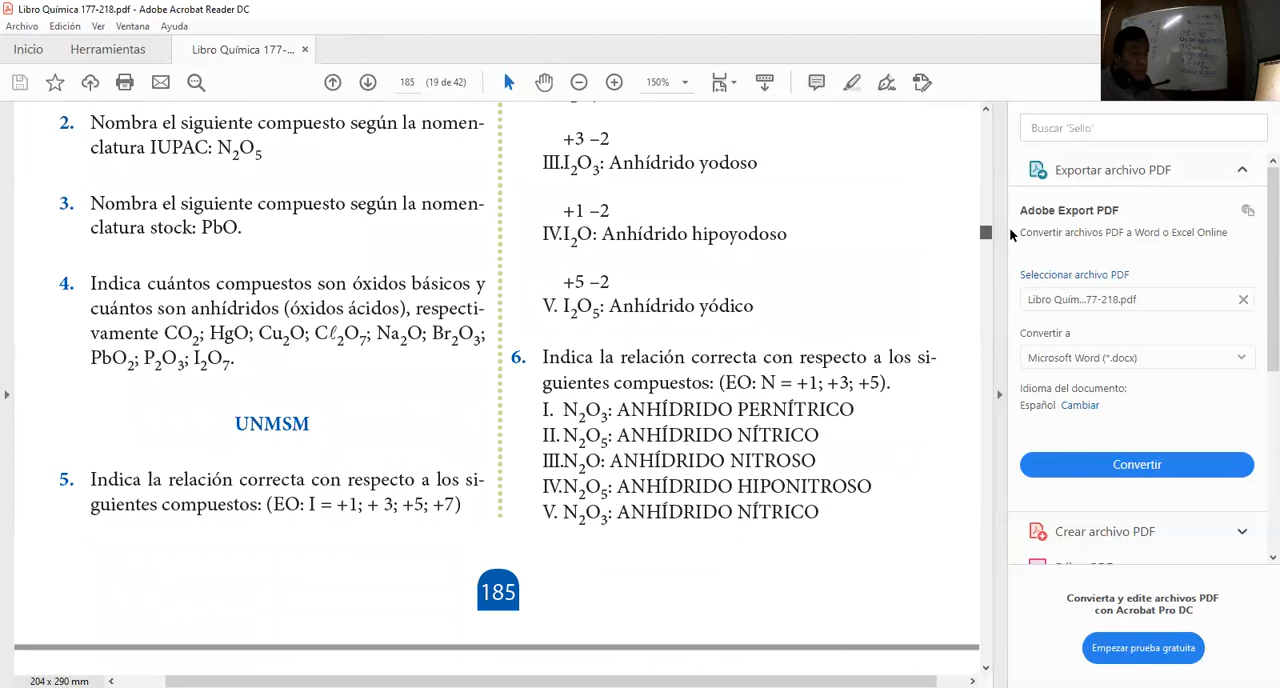 Libro Química 177-218.pdf - Adobe Acrobat Reader DC
Archivo Edición Ver Ventana Ayuda
Inicio Herramientas Libro Química 177-... ×
185 (19 de 42) 150%
2. Nombra el siguiente compuesto según la nomen-
clatura IUPAC: N2O5
3. Nombra el siguiente compuesto según la nomen-
clatura stock: PbO.
4. Indica cuántos compuestos son óxidos básicos y
cuántos son anhídridos (óxidos ácidos), respecti-
vamente CO2; HgO; Cu2O; Cℓ2O7; Na2O; Br2O3;
PbO2; P2O3; I2O7.
UNMSM
5. Indica la relación correcta con respecto a los si-
guientes compuestos: (EO: I = +1; + 3; +5; +7)
+3 –2
III.I2O3: Anhídrido yodoso
+1 –2
IV.I2O: Anhídrido hipoyodoso
+5 –2
V. I2O5: Anhídrido yódico
6. Indica la relación correcta con respecto a los si-
guientes compuestos: (EO: N = +1; +3; +5).
I. N2O3: ANHÍDRIDO PERNÍTRICO
II. N2O5: ANHÍDRIDO NÍTRICO
III.N2O: ANHÍDRIDO NITROSO
IV.N2O5: ANHÍDRIDO HIPONITROSO
V. N2O3: ANHÍDRIDO NÍTRICO
185
204 x 290 mm
Buscar 'Sello'
Exportar archivo PDF
Adobe Export PDF
Convertir archivos PDF a Word o Excel Online
Seleccionar archivo PDF
Libro Quím...77-218.pdf
Convertir a
Microsoft Word (*.docx)
Idioma del documento:
Español Cambiar
Convertir
Crear archivo PDF
Convierta y edite archivos PDF
con Acrobat Pro DC
Empezar prueba gratuita